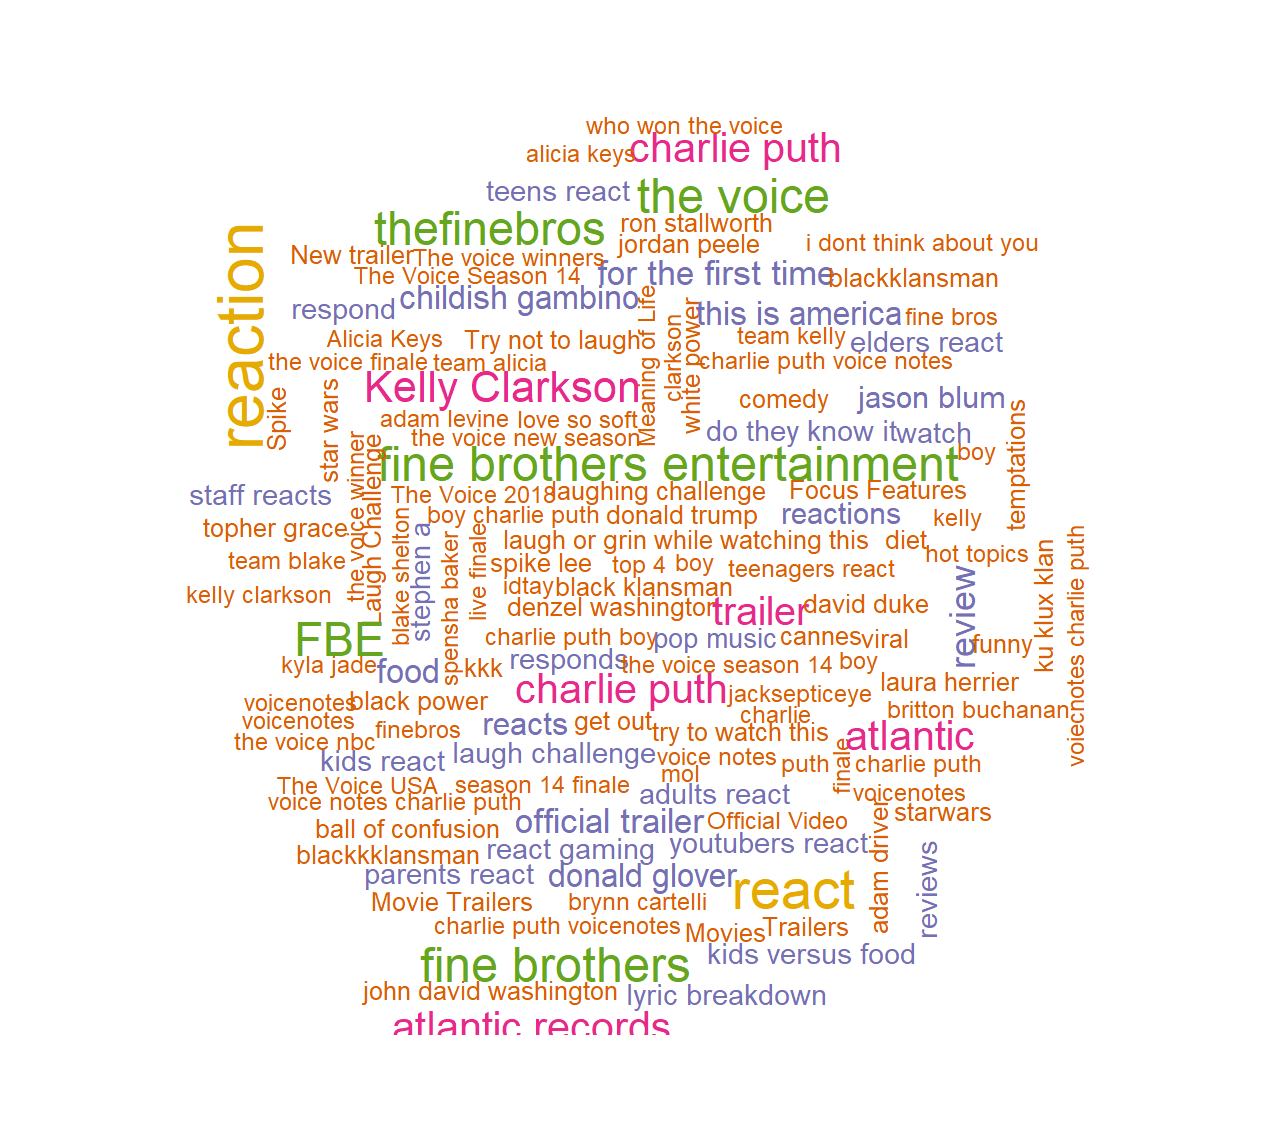 who won the voice
charlie puth
alicia keys
teens react
the voice
thefinebros
ron stallworth
jordan peele
i dont think about you
reaction
New trailer
The voice winners
The Voice Season 14
for the first time
blackklansman
respond
childish gambino
Meaning of Life
clarkson
white power
this is america
fine bros
Alicia Keys
Try not to laugh
team kelly
elders react
the voice finale
team alicia
charlie puth voice notes
Spike
star wars
Kelly Clarkson
comedy
jason blum
adam levine
love so soft
do they know it
watch
temptations
the voice new season
the voice winner
Laugh Challenge
fine brothers entertainment
boy
staff reacts
The Voice 2018
laughing challenge
Focus Features
topher grace
blake shelton
stephen a
boy charlie puth
donald trump
reactions
kelly
spensha baker
live finale
laugh or grin while watching this
diet
hot topics
ku klux klan
voiecnotes charlie puth
team blake
spike lee
top 4
boy
teenagers react
review
kelly clarkson
idtay
black klansman
denzel washington
trailer
david duke
FBE
charlie puth boy
pop music
cannes
viral
funny
kyla jade
food
kkk
responds
the voice season 14
boy
charlie puth
jacksepticeye
laura herrier
voicenotes
black power
britton buchanan
voicenotes
finebros
reacts
get out
try to watch this
charlie
atlantic
the voice nbc
kids react
laugh challenge
voice notes
puth
finale
charlie puth
mol
The Voice USA
season 14 finale
adults react
voicenotes
voice notes charlie puth
starwars
ball of confusion
official trailer
Official Video
adam driver
reviews
blackkklansman
react gaming
youtubers react
parents react
donald glover
react
Movie Trailers
brynn cartelli
charlie puth voicenotes
Movies
Trailers
fine brothers
kids versus food
john david washington
lyric breakdown
atlantic records